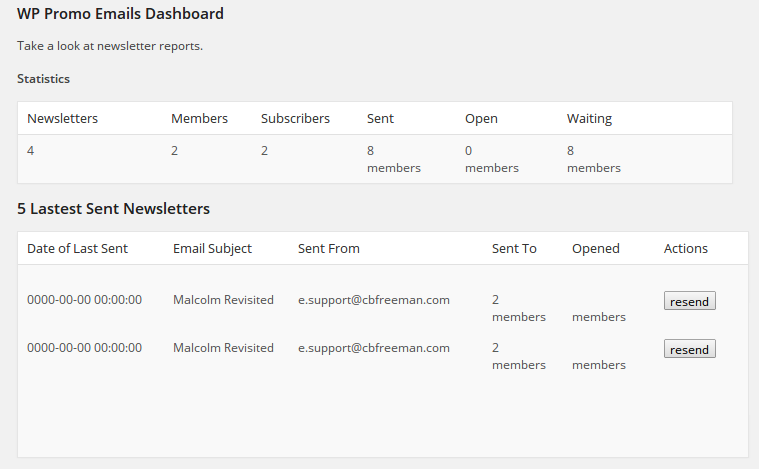 WP Promo Emails Dashboard
Take a look at newsletter reports.
Statistics
Newsletters Members Subscribers Sent Open Waiting
4 2 2 8 0 8
members members members
5 Lastest Sent Newsletters
Date of Last Sent Email Subject Sent From Sent To Opened Actions
0000-00-00 00:00:00 Malcolm Revisited e.support@cbfreeman.com 2 resend
members members
0000-00-00 00:00:00 Malcolm Revisited e.support@cbfreeman.com 2 resend
members members